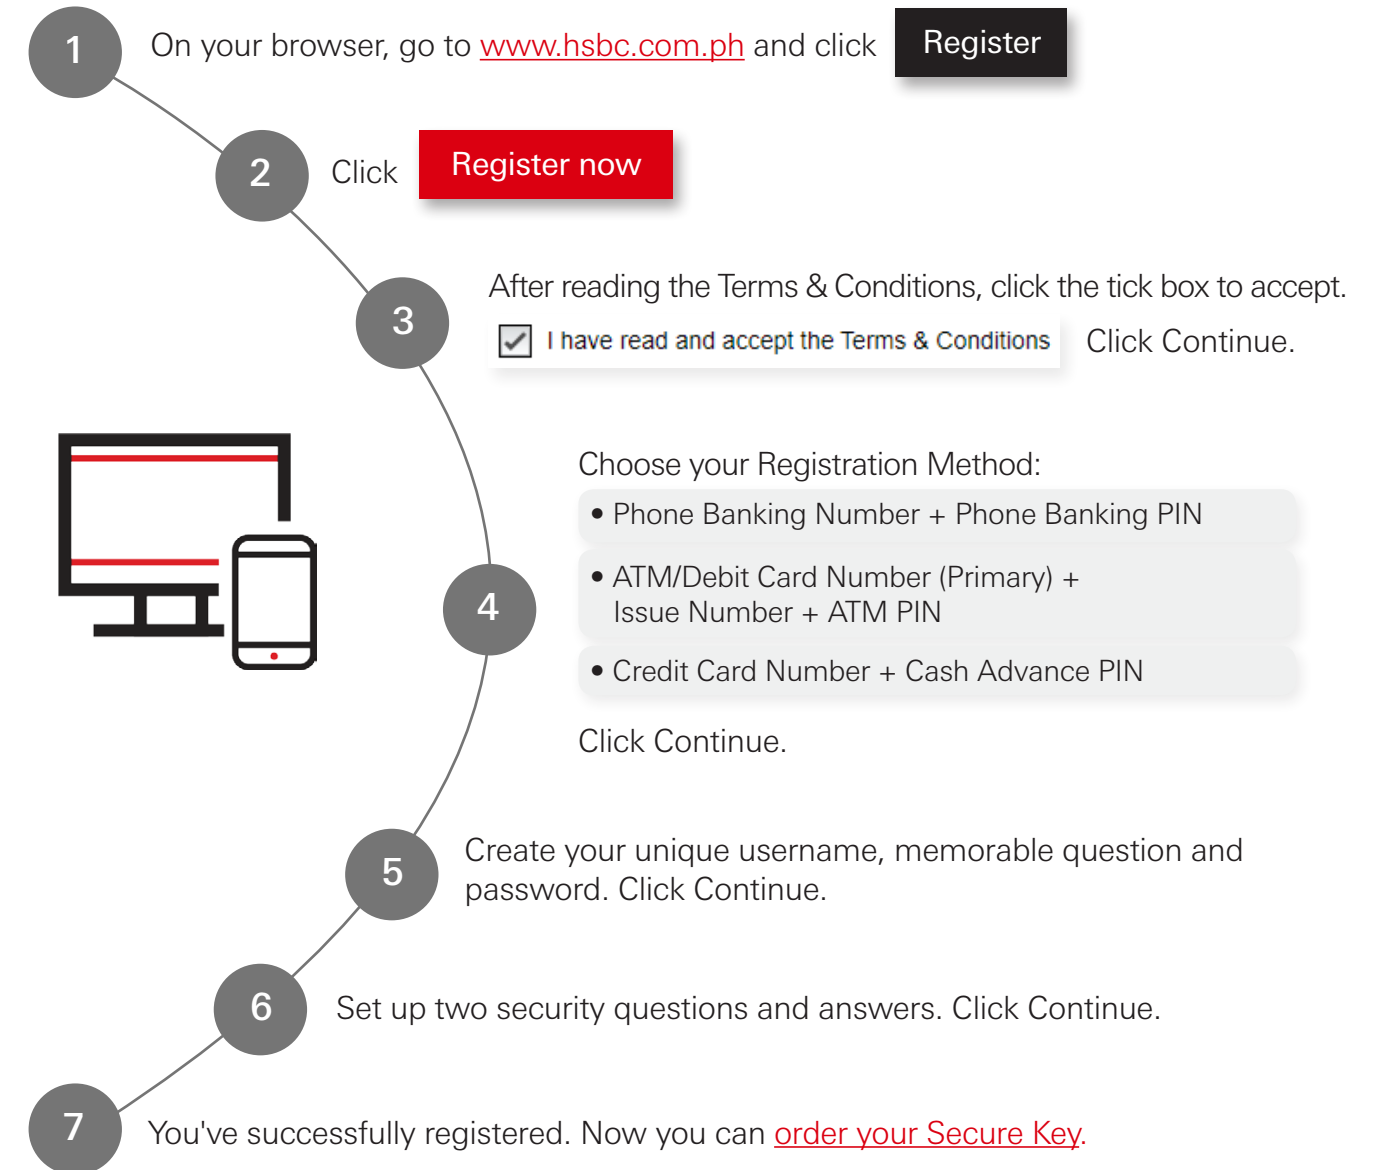 1
On your browser, go to www.hsbc.com.ph and click Register
2
Click Register now
3
After reading the Terms & Conditions, click the tick box to accept.
I have read and accept the Terms & Conditions Click Continue.
Choose your Registration Method:
• Phone Banking Number + Phone Banking PIN
• ATM/Debit Card Number (Primary) +
Issue Number + ATM PIN
4
• Credit Card Number + Cash Advance PIN
Click Continue.
5
Create your unique username, memorable question and
password. Click Continue.
6
Set up two security questions and answers. Click Continue.
7
You've successfully registered. Now you can order your Secure Key.